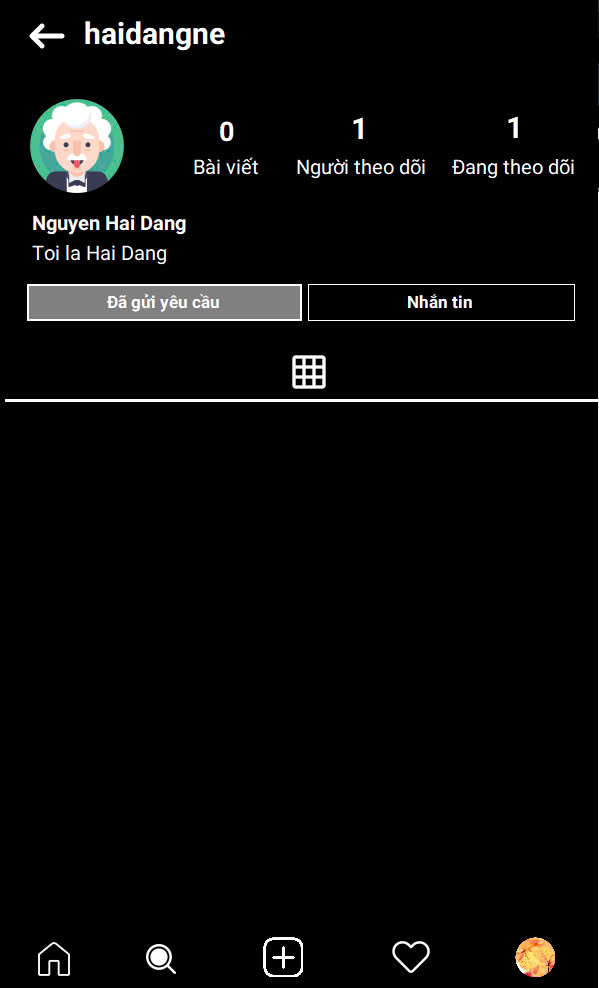 haidangne
0 1 1
Bài viết Người theo dõi Đang theo dõi
Nguyen Hai Dang
Toi la Hai Dang
Đã gửi yêu cầu Nhắn tin